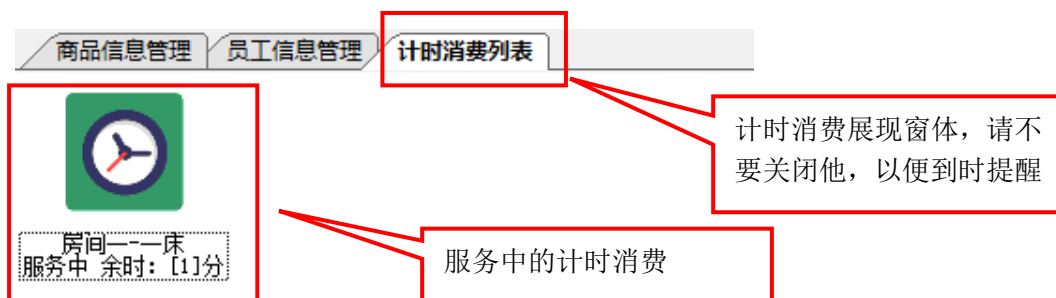 商品信息管理 员工信息管理 计时消费列表
计时消费展现窗体，请不
要关闭他，以便到时提醒
房间一-一床
服务中 余时：[1]分
服务中的计时消费